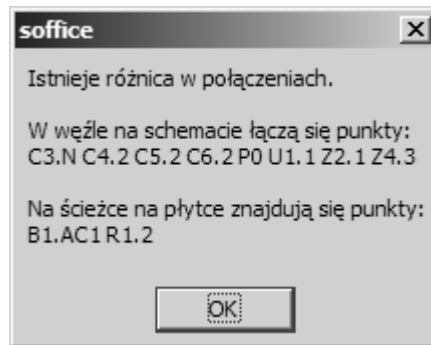 soffice
Istnieje różnica w połączeniach.
W węźle na schemacie łączą się punkty:
C3.N C4.2 C5.2 C6.2 P0 U1.1 Z2.1 Z4.3
Na ścieżce na płytce znajdują się punkty:
B1.AC1 R1.2
OK